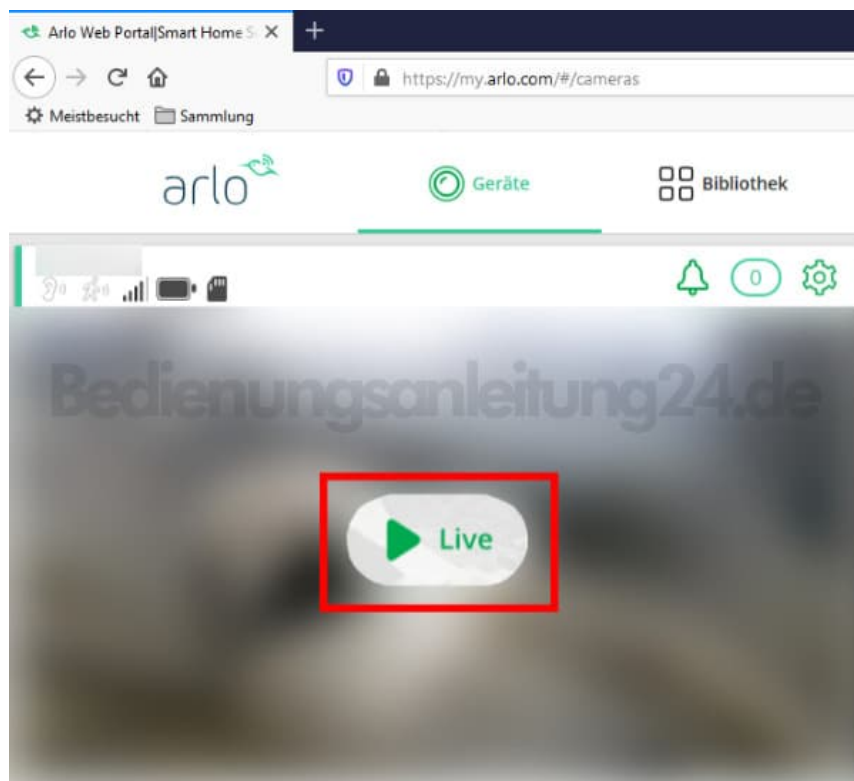 Arlo Web Portal|Smart Home S
https://my.arlo.com/#/cameras
Meistbesucht Sammlung
arlo Geräte Bibliothek
0
Bedienungsanleitung24.de
Live